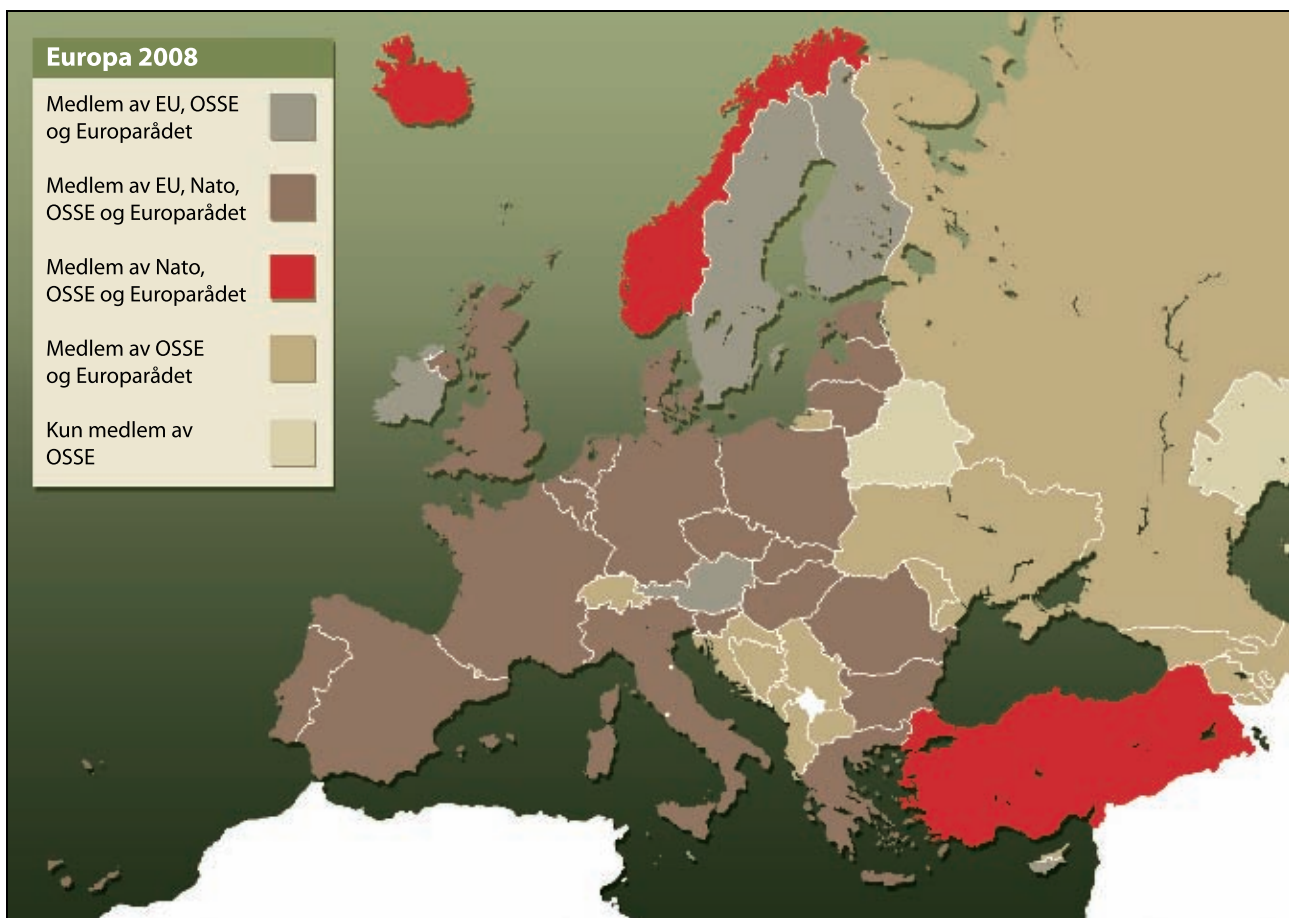 Europa 2008
Medlem av EU, OSSE
og Europarådet
Medlem av EU, Nato,
OSSE og Europarådet
Medlem av Nato,
OSSE og Europarådet
Medlem av OSSE
og Europarådet
Kun medlem av
OSSE